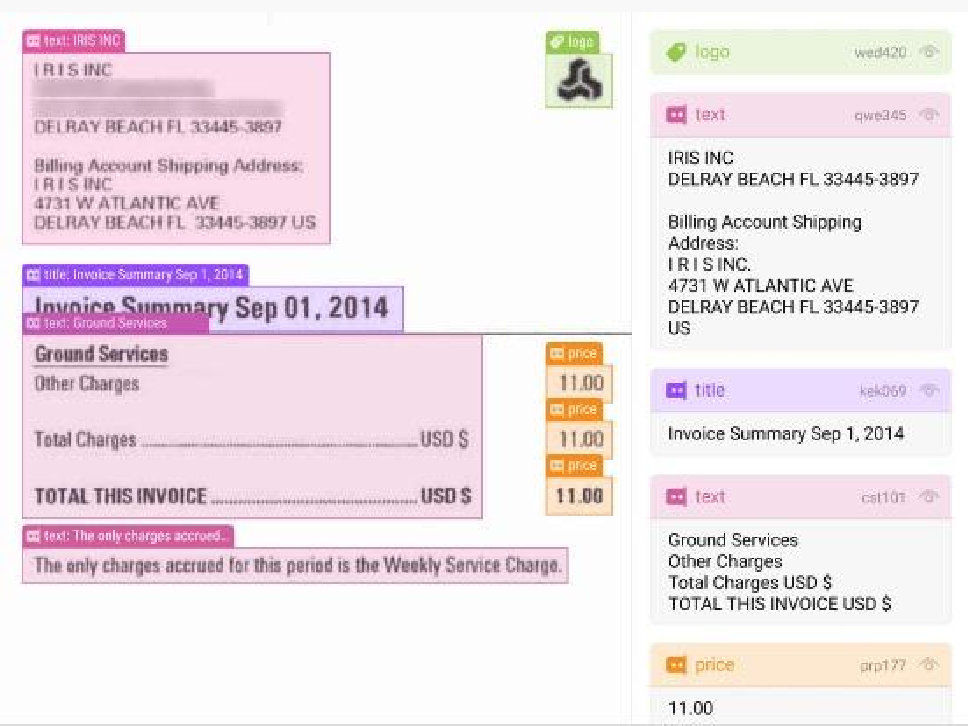 text: IRIS INC
I R I S INC
DELRAY BEACH FL 33445-3897
Billing Account Shipping Address:
I R I S INC
4731 W ATLANTIC AVE
DELRAY BEACH FL 33445-3897 US
logo
title: Invoice Summary Sep 1, 2014
Invoice Summary Sep 01, 2014
text: Ground Services
Ground Services
Other Charges
price
11.00
price
Total Charges USD $
11.00
price
TOTAL THIS INVOICE USD $
11.00
text: The only charges accrued...
The only charges accrued for this period is the Weekly Service Charge.
logo wed420
text qwe345
IRIS INC
DELRAY BEACH FL 33445-3897
Billing Account Shipping
Address:
I R I S INC.
4731 W ATLANTIC AVE
DELRAY BEACH FL 33445-3897
US
title kek069
Invoice Summary Sep 1, 2014
text cst101
Ground Services
Other Charges
Total Charges USD $
TOTAL THIS INVOICE USD $
price prp177
11.00